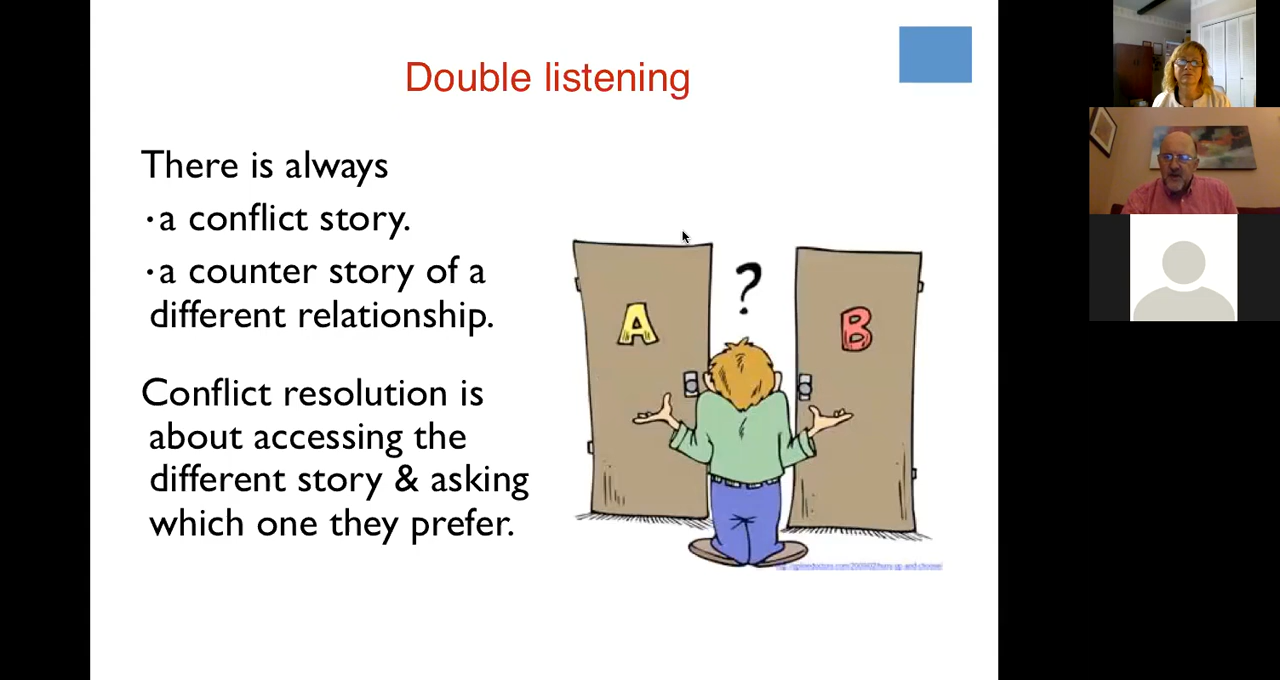 Double listening
There is always
•a conflict story.
•a counter story of a
different relationship.
Conflict resolution is
about accessing the
different story & asking
which one they prefer.
?
A
B